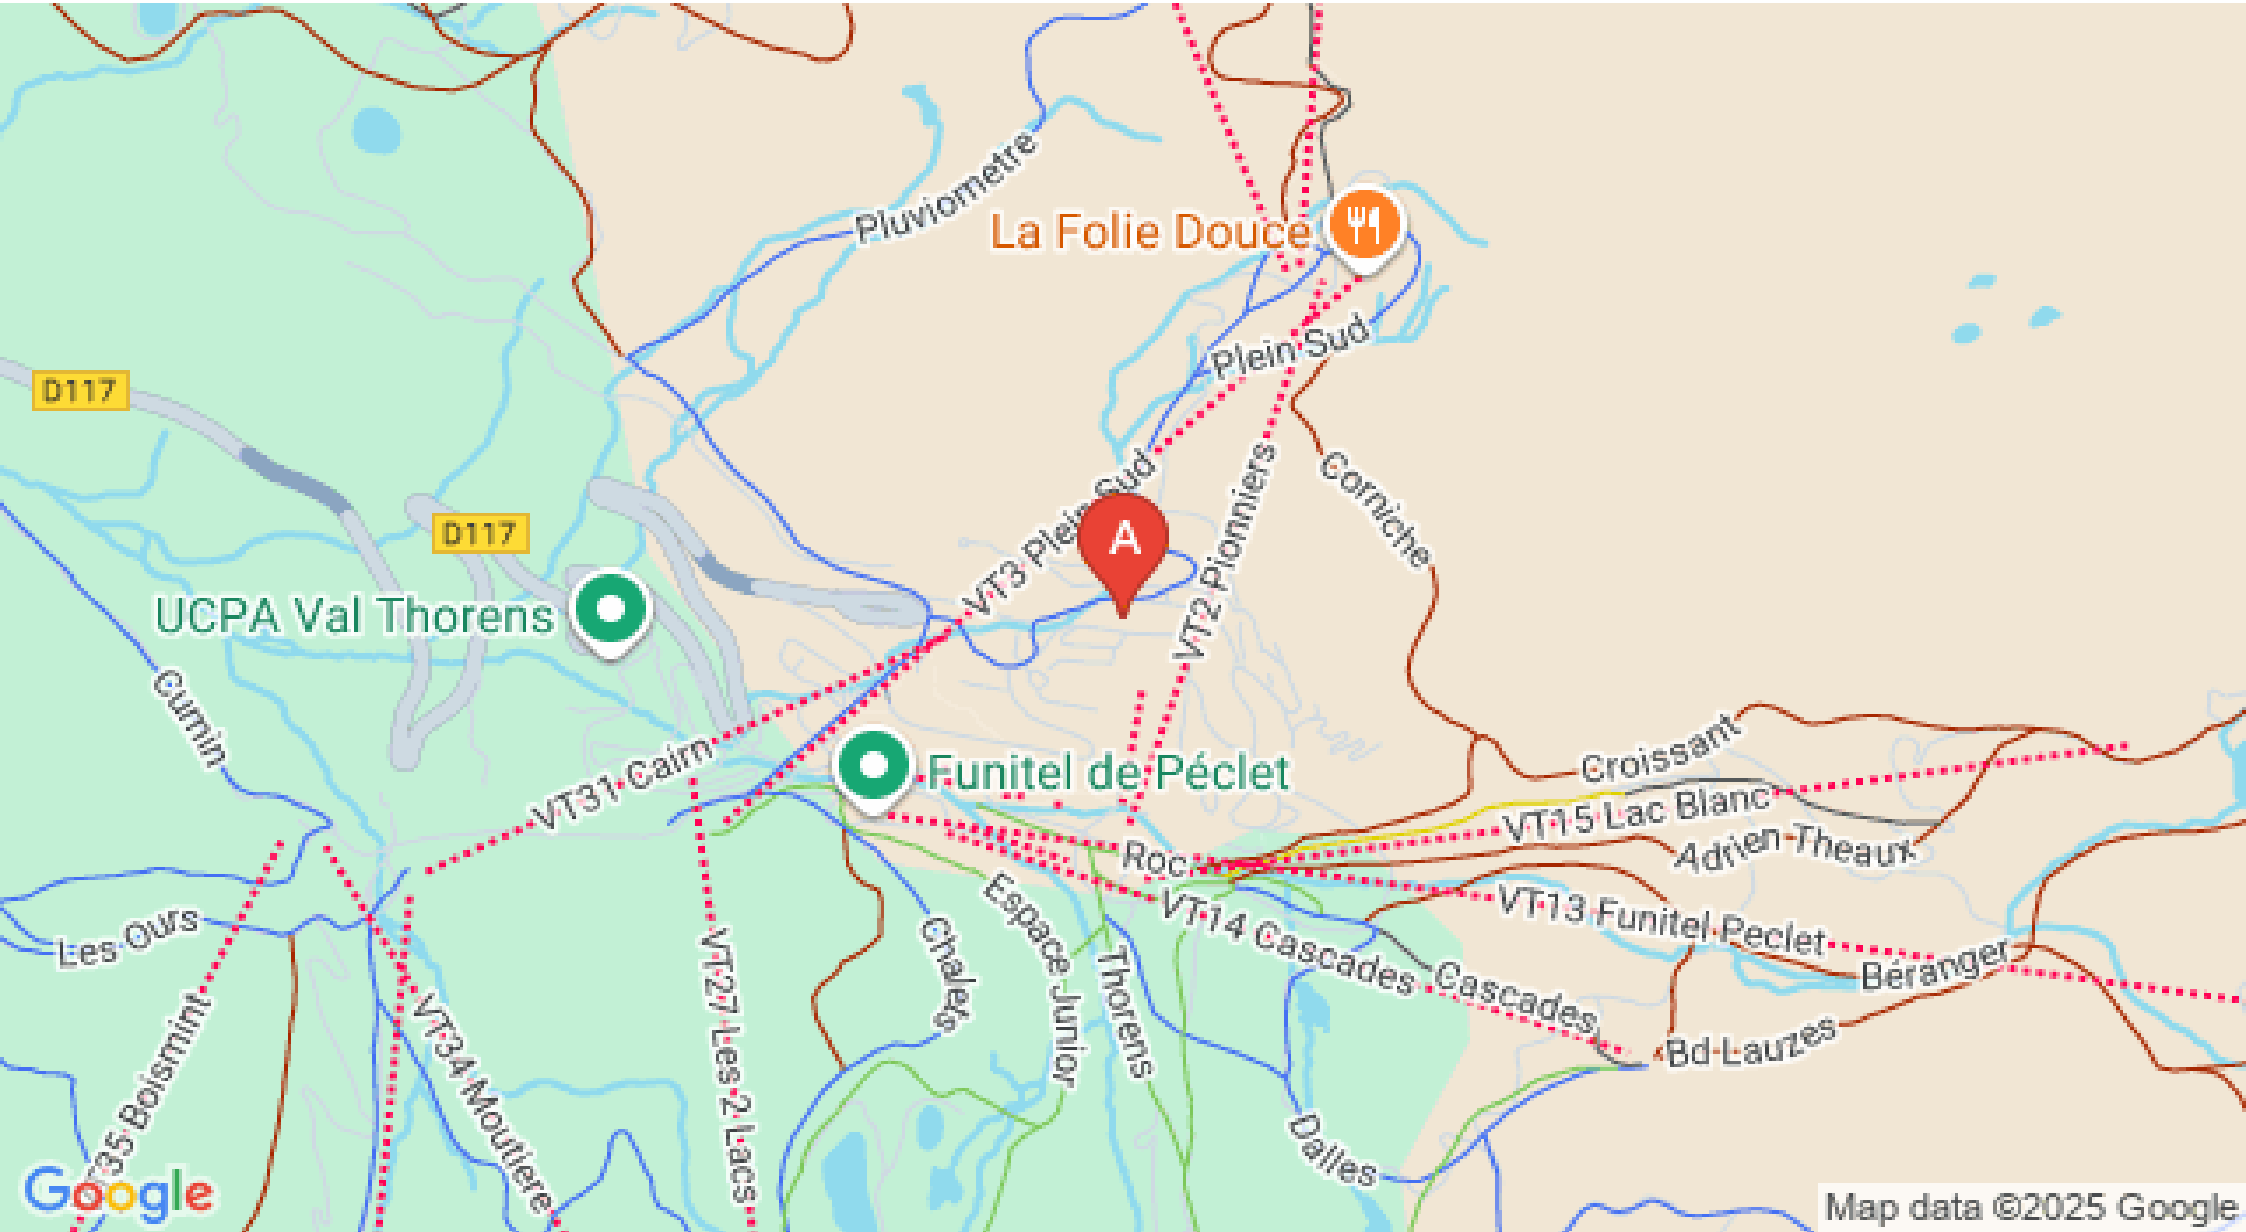 Pluviometre
La Folie Douce
Plein Sud
D117
D117
VT3 Plein Sud
A
VT2 Pionniers
Corniche
UCPA Val Thorens
Cumin
VT31 Cairn
Funitel de Péclet
Croissant
VT15 Lac Blanc
Adrien Theaux
Roc
VT14 Cascades
VT13 Funitel Peclet
Les Ours
Espace Junior
Chalets
Thorens
Cascades
Béranger
Bd Lauzes
35 Boismint
VT34 Moutiere
VT27 Les 2 Lacs
Dalles
Google
Map data ©2025 Google